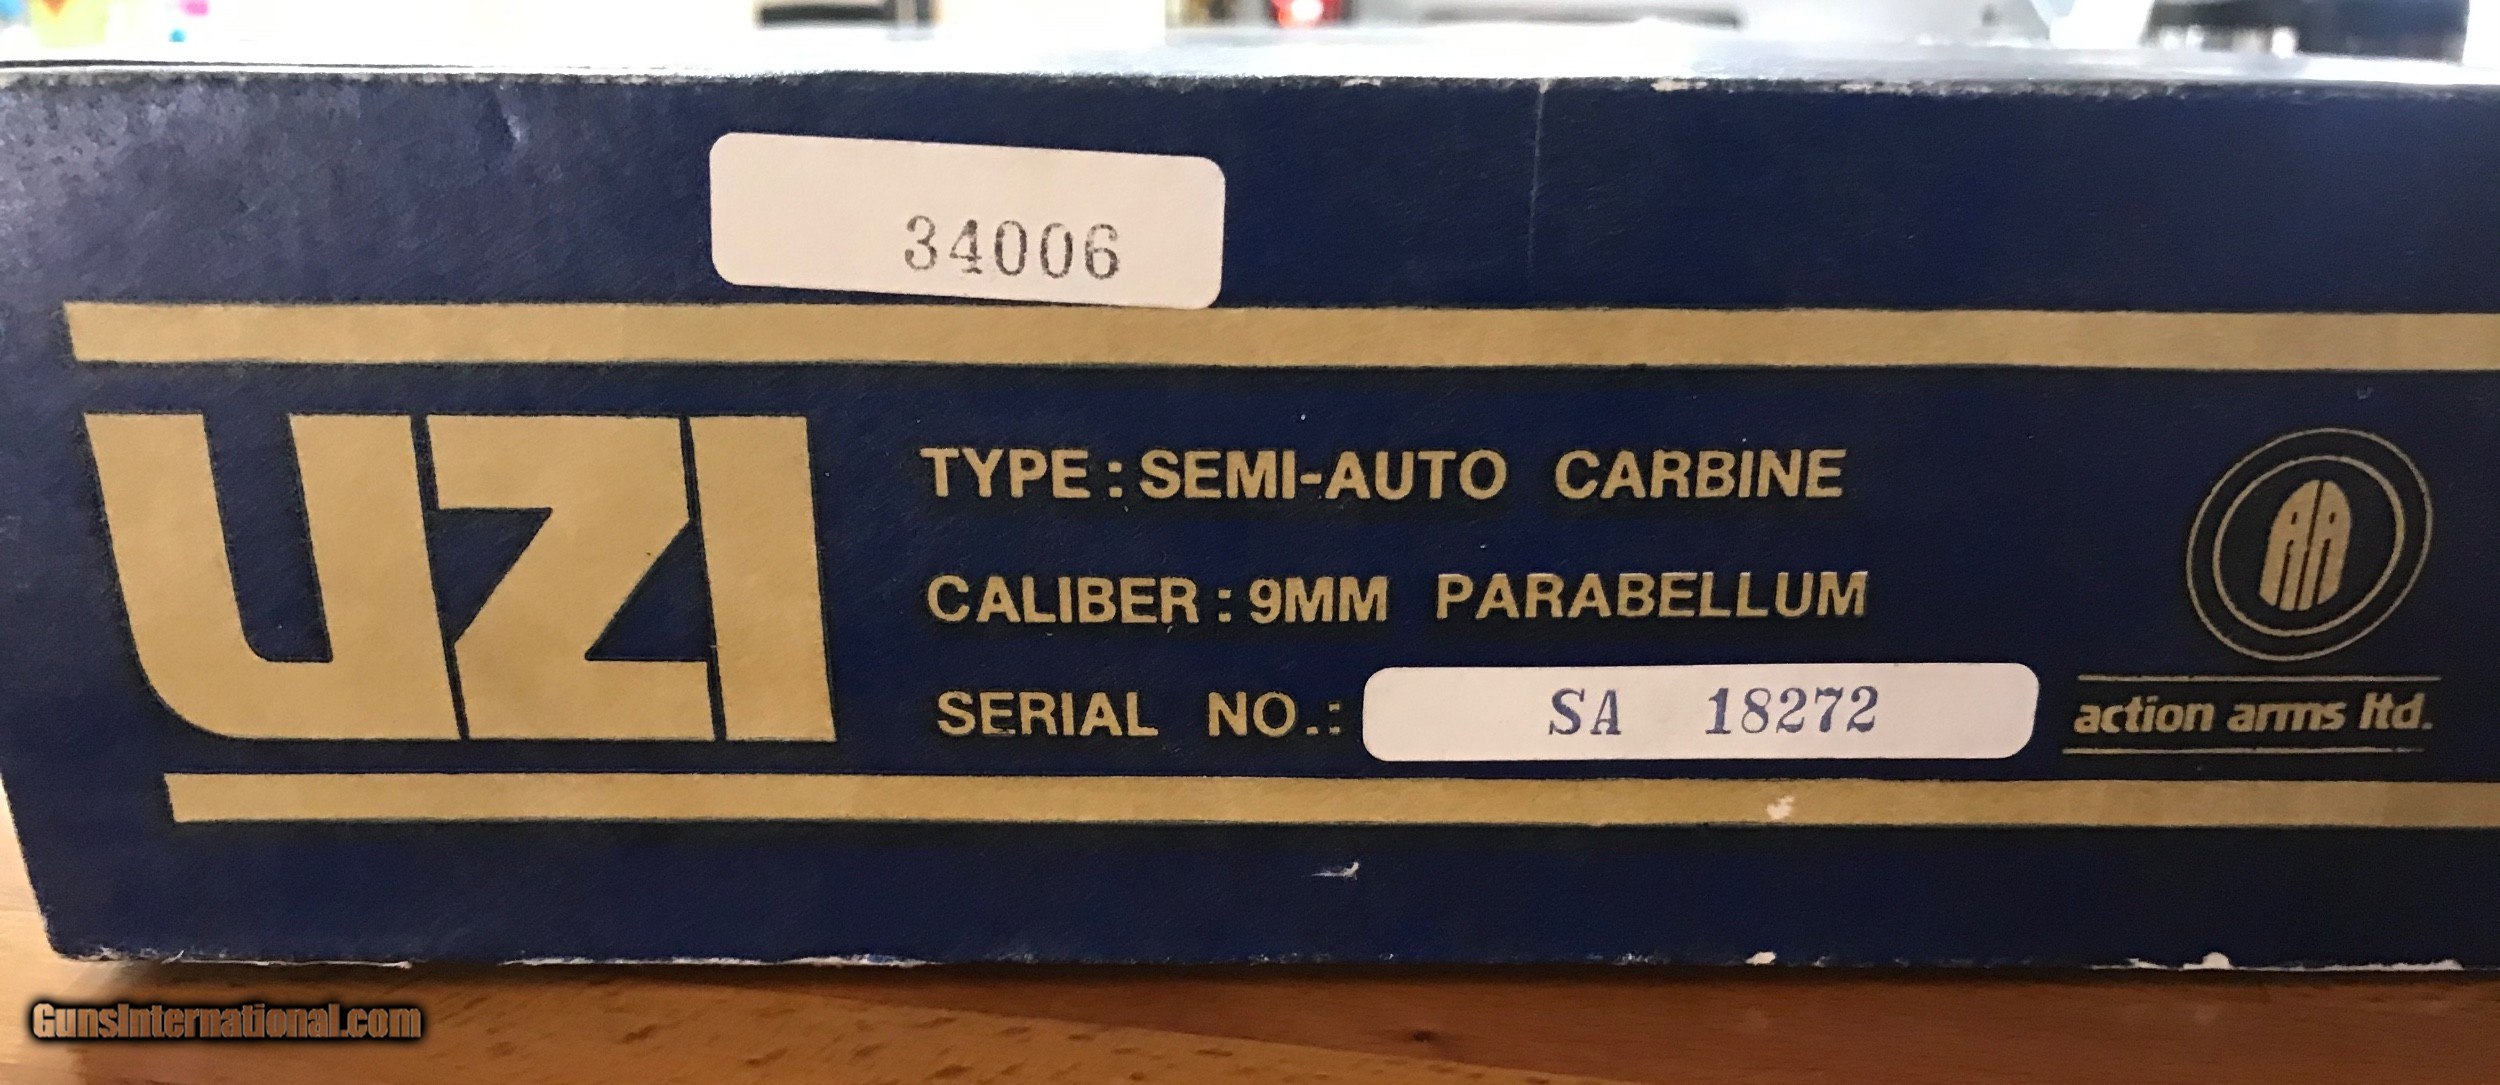 34006
UZI
TYPE: SEMI-AUTO CARBINE
CALIBER: 9MM PARABELLUM
SERIAL NO.: SA 18272
AA
action arms ltd.
GunsInternational.com